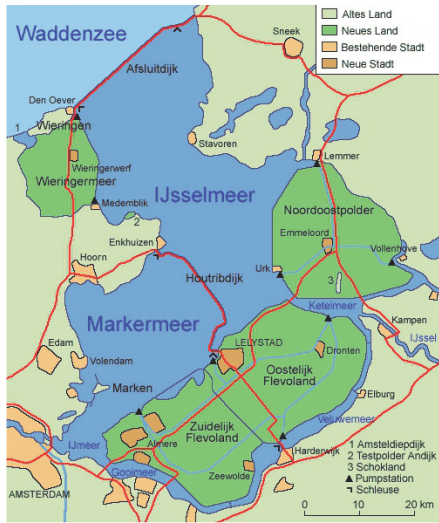 Waddenzee
Altes Land
Neues Land
Bestehende Stadt
Neue Stadt
Sneek
Afsluitdijk
Den Oever
1
Wieringen
Stavoren
Lemmer
Wieringerwerf
Wieringermeer
Medemblik
IJsselmeer
Noordoostpolder
2
Emmeloord
Enkhuizen
Vollenhove
Hoorn
Houtribdijk
Urk
3
Ketelmeer
Markermeer
Kampen
IJssel
Edam
LELYSTAD
Volendam
Dronten
Oostelijk
Flevoland
Marken
Elburg
Zuidelijk
Flevoland
Veluwemeer
IJmeer
Almere
Harderwijk
Gooimeer
Zeewolde
AMSTERDAM
1 Amsteldiepdijk
2 Testpolder Andijk
3 Schokland
Pumpstation
Schleuse
0 10 20 km